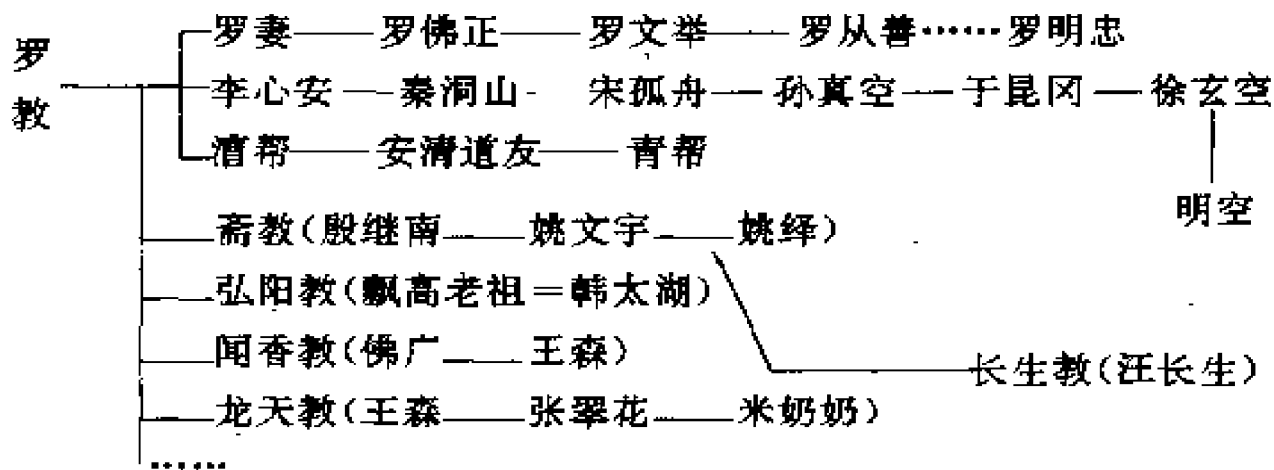 罗教
罗妻——罗佛正——罗文举——罗从善……罗明忠
李心安——秦洞山-宋孤舟——孙真空——于昆冈——徐玄空
明空
漕帮——安清道友——青帮
斋教(殷继南——姚文宇——姚绎)
弘阳教(飘高老祖=韩太湖)
闻香教(佛广——王森)
长生教(汪长生)
龙天教(王森——张翠花——米奶奶)
……